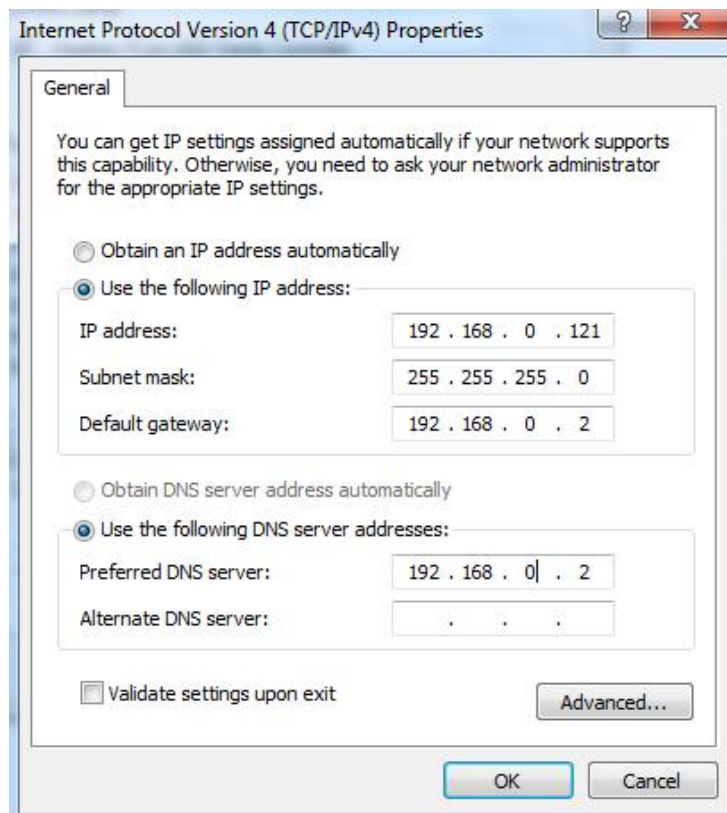 Internet Protocol Version 4 (TCP/IPv4) Properties
?
X
General
You can get IP settings assigned automatically if your network supports
this capability. Otherwise, you need to ask your network administrator
for the appropriate IP settings.
Obtain an IP address automatically
Use the following IP address:
IP address: 192 . 168 . 0 . 121
Subnet mask: 255 . 255 . 255 . 0
Default gateway: 192 . 168 . 0 . 2
Obtain DNS server address automatically
Use the following DNS server addresses:
Preferred DNS server: 192 . 168 . 0 . 2
Alternate DNS server: . . .
Validate settings upon exit
Advanced...
OK Cancel